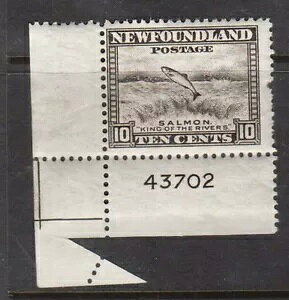 NEWFOUNDLAND
POSTAGE
SALMON
"KING OF THE RIVERS"
10 TEN CENTS 10
43702